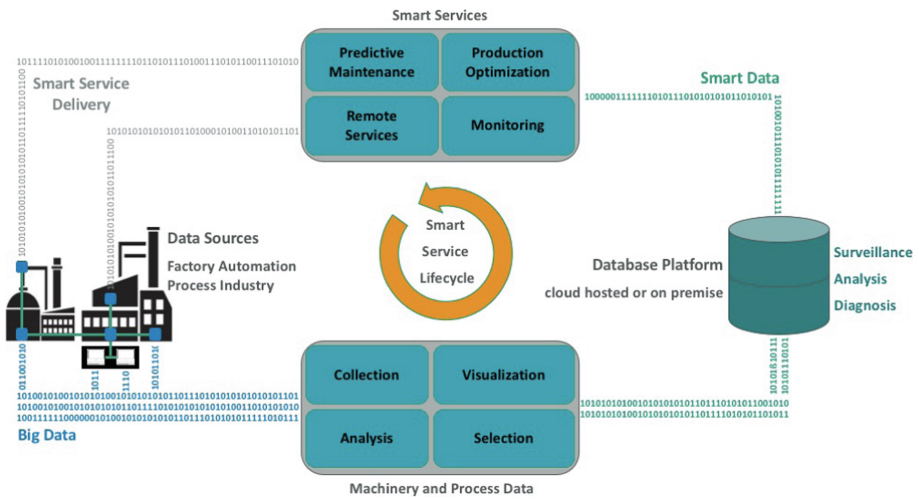 Smart Services
Predictive
Maintenance
Production
Optimization
Remote
Services
Monitoring
Smart Service
Delivery
Smart Data
Data Sources
Factory Automation
Process Industry
Smart
Service
Lifecycle
Database Platform
cloud hosted or on premise
Surveillance
Analysis
Diagnosis
Collection
Visualization
Analysis
Selection
Big Data
Machinery and Process Data